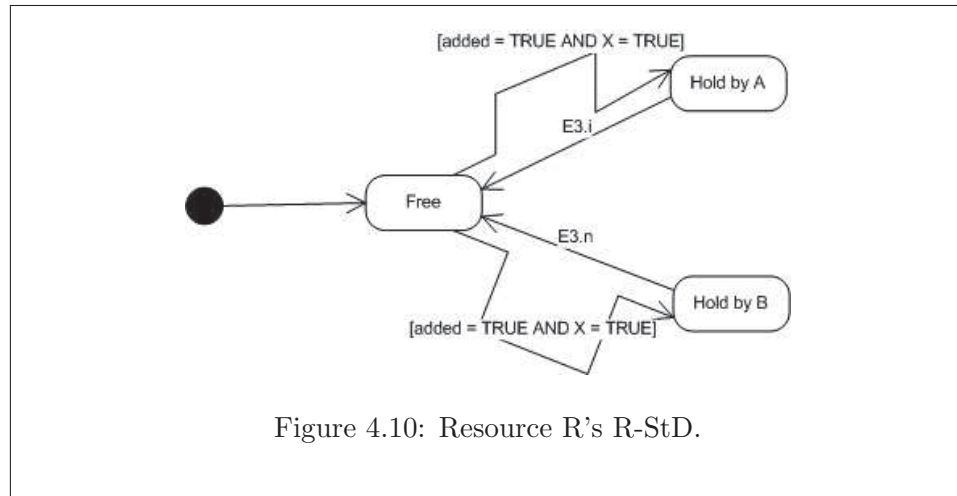 [added = TRUE AND X = TRUE]
Hold by A
E3.i
Free
E3.n
Hold by B
[added = TRUE AND X = TRUE]
Figure 4.10: Resource R's R-StD.